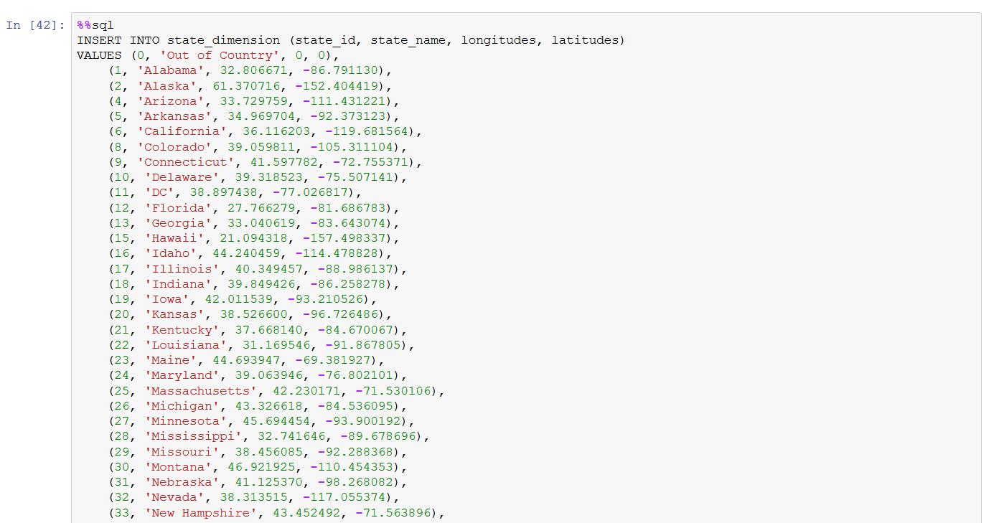 In [42]: %%sql
INSERT INTO state_dimension (state_id, state_name, longitudes, latitudes)
VALUES (0, 'Out of Country', 0, 0),
(1, 'Alabama', 32.806671, -86.791130),
(2, 'Alaska', 61.370716, -152.404419),
(4, 'Arizona', 33.729759, -111.431221),
(5, 'Arkansas', 34.969704, -92.373123),
(6, 'California', 36.116203, -119.681564),
(8, 'Colorado', 39.059811, -105.311104),
(9, 'Connecticut', 41.597782, -72.755371),
(10, 'Delaware', 39.318523, -75.507141),
(11, 'DC', 38.897438, -77.026817),
(12, 'Florida', 27.766279, -81.686783),
(13, 'Georgia', 33.040619, -83.643074),
(15, 'Hawaii', 21.094318, -157.498337),
(16, 'Idaho', 44.240459, -114.478828),
(17, 'Illinois', 40.349457, -88.986137),
(18, 'Indiana', 39.849426, -86.258278),
(19, 'Iowa', 42.011539, -93.210526),
(20, 'Kansas', 38.526600, -96.726486),
(21, 'Kentucky', 37.668140, -84.670067),
(22, 'Louisiana', 31.169546, -91.867805),
(23, 'Maine', 44.693947, -69.381927),
(24, 'Maryland', 39.063946, -76.802101),
(25, 'Massachusetts', 42.230171, -71.530106),
(26, 'Michigan', 43.326618, -84.536095),
(27, 'Minnesota', 45.694454, -93.900192),
(28, 'Mississippi', 32.741646, -89.678696),
(29, 'Missouri', 38.456085, -92.288368),
(30, 'Montana', 46.921925, -110.454353),
(31, 'Nebraska', 41.125370, -98.268082),
(32, 'Nevada', 38.313515, -117.055374),
(33, 'New Hampshire', 43.452492, -71.563896),